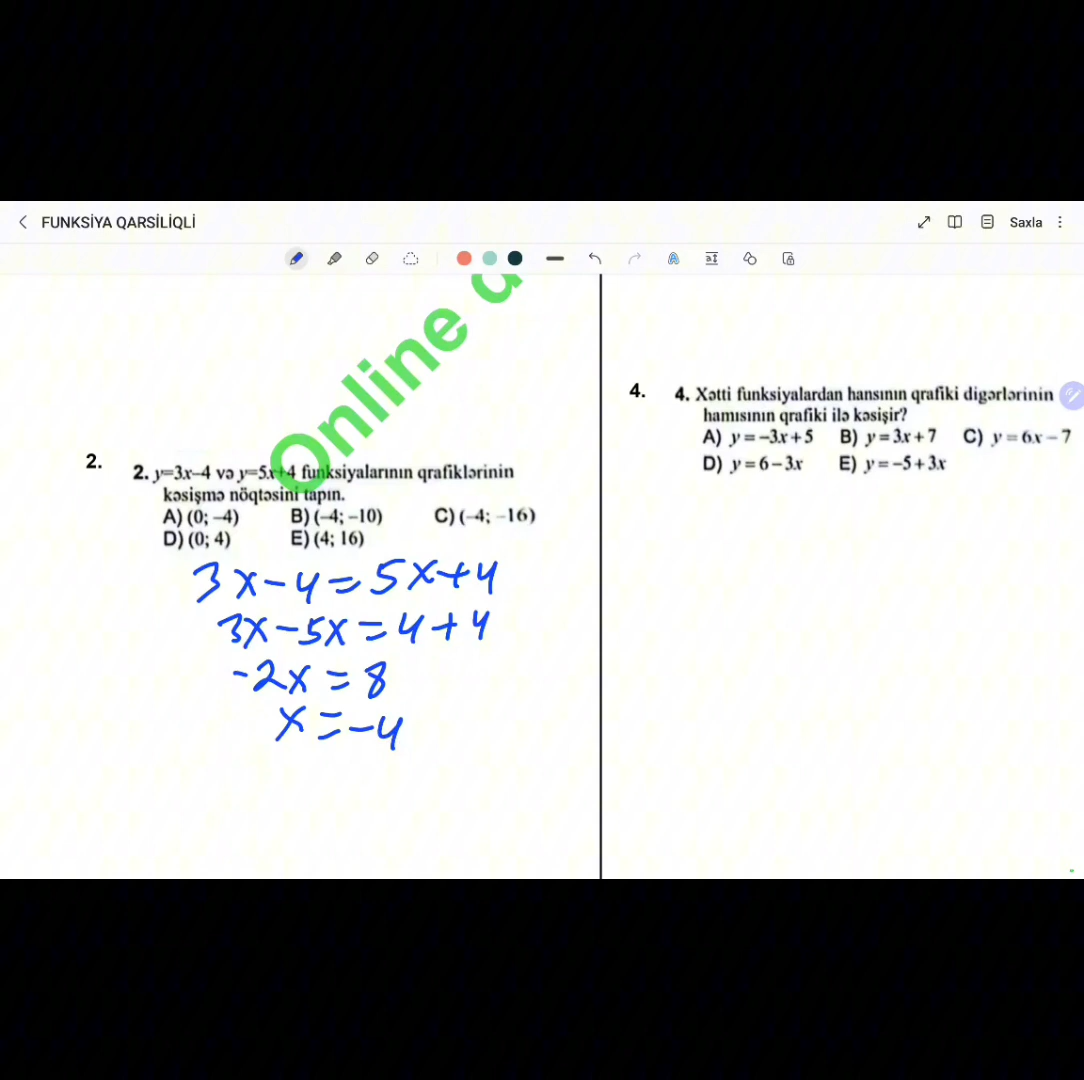 FUNKSİYA QARSİLİQLİ
Saxla
Online
2.
2. y=3x–4 və y=5x+4 funksiyalarının qrafiklərinin
kəsişmə nöqtəsini tapın.
A) (0; –4) B) (–4; –10) C) (–4; –16)
D) (0; 4) E) (4; 16)
3x-4=5x+4
3x-5x=4+4
-2x=8
x=-4
4.
4. Xətti funksiyalardan hansının qrafiki digərlərinin
hamısının qrafiki ilə kəsişir?
A) y=–3x+5 B) y=3x+7 C) y=6x–7
D) y=6–3x E) y=–5+3x